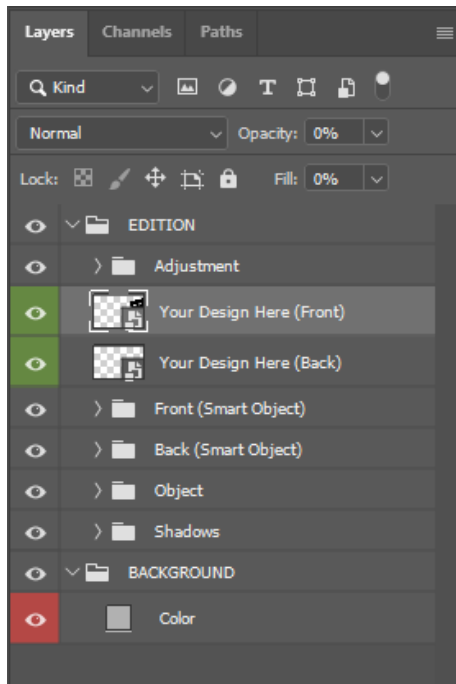 Layers Channels Paths
Kind T
Normal Opacity: 0%
Lock: Fill: 0%
EDITION
Adjustment
Your Design Here (Front)
Your Design Here (Back)
Front (Smart Object)
Back (Smart Object)
Object
Shadows
BACKGROUND
Color